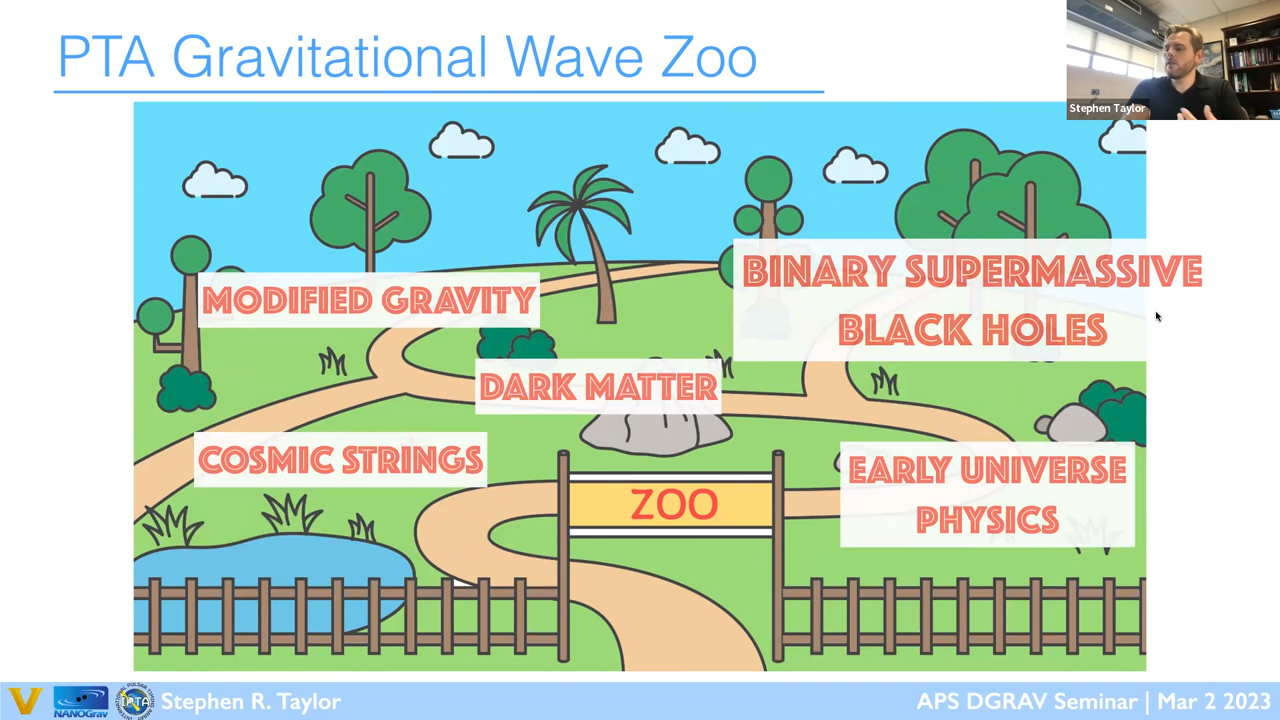 PTA Gravitational Wave Zoo
Stephen Taylor
MODIFIED GRAVITY
BINARY SUPERMASSIVE
BLACK HOLES
DARK MATTER
COSMIC STRINGS
EARLY UNIVERSE
PHYSICS
ZOO
V
NANOGrav
IPTA
Stephen R. Taylor
APS DGRAV Seminar | Mar 2 2023